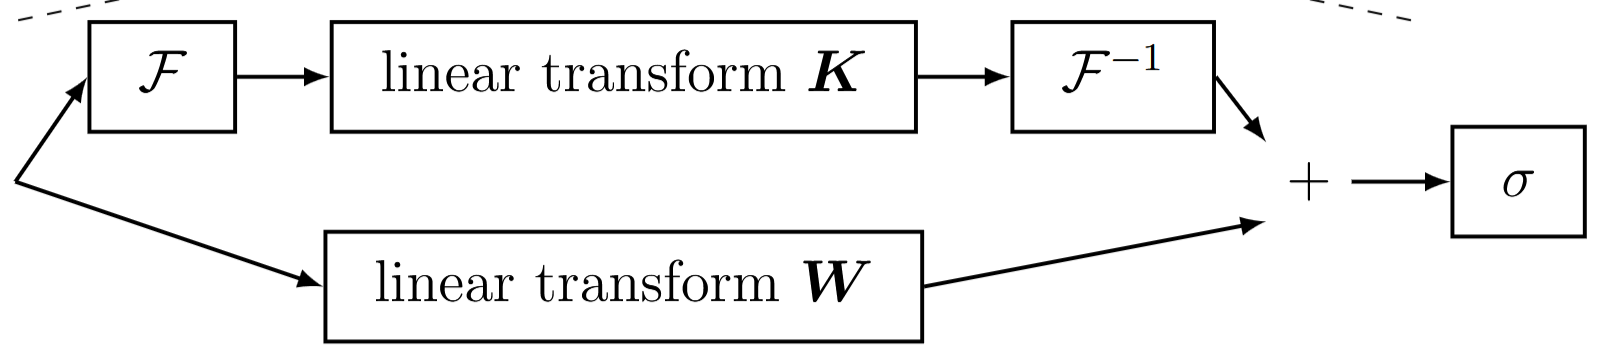 𝓕
linear transform 𝑲
𝓕⁻¹
+
σ
linear transform 𝑾